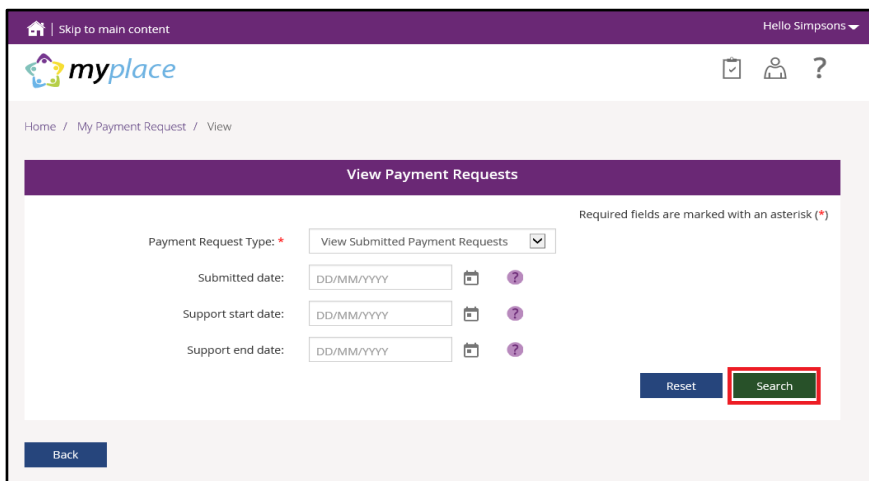 | Skip to main content
Hello Simpsons
myplace
?
Home / My Payment Request / View
View Payment Requests
Required fields are marked with an asterisk (*)
Payment Request Type: * View Submitted Payment Requests
Submitted date: DD/MM/YYYY ?
Support start date: DD/MM/YYYY ?
Support end date: DD/MM/YYYY ?
Reset Search
Back